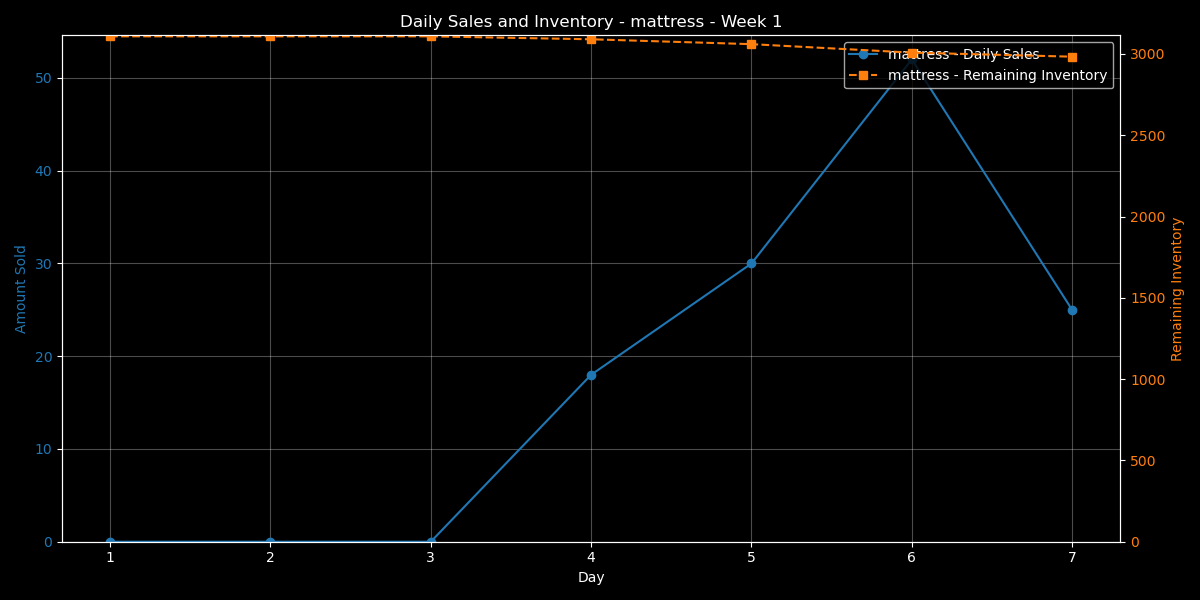 Daily Sales and Inventory - mattress - Week 1
mattress - Daily Sales
mattress - Remaining Inventory
Amount Sold
50
40
30
20
10
0
3000
2500
2000
1500
1000
500
0
Remaining Inventory
1 2 3 4 5 6 7
Day